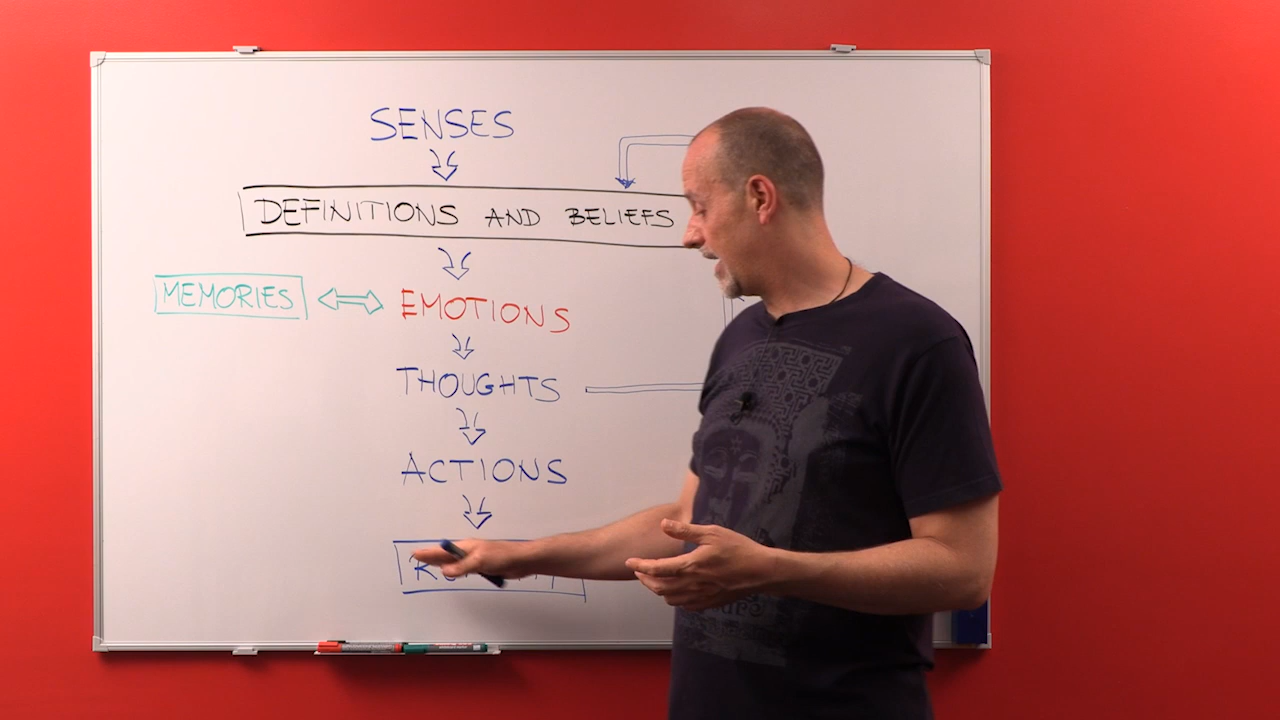 SENSES
DEFINITIONS AND BELIEFS
MEMORIES
EMOTIONS
THOUGHTS
ACTIONS